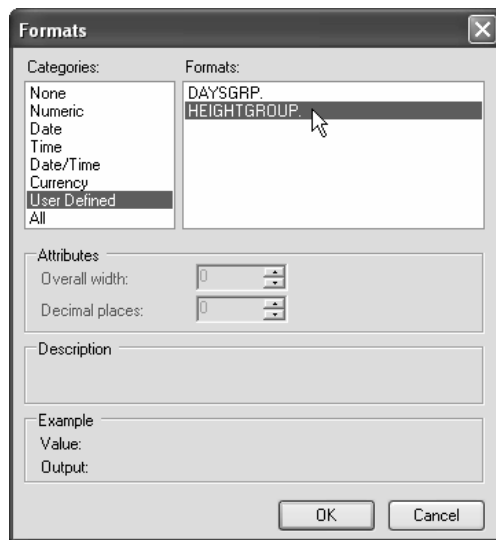 Formats
Categories:
Formats:
None
Numeric
Date
Time
Date/Time
Currency
User Defined
All
DAYSGRP.
HEIGHTGROUP.
Attributes
Overall width:
0
Decimal places:
0
Description
Example
Value:
Output:
OK
Cancel